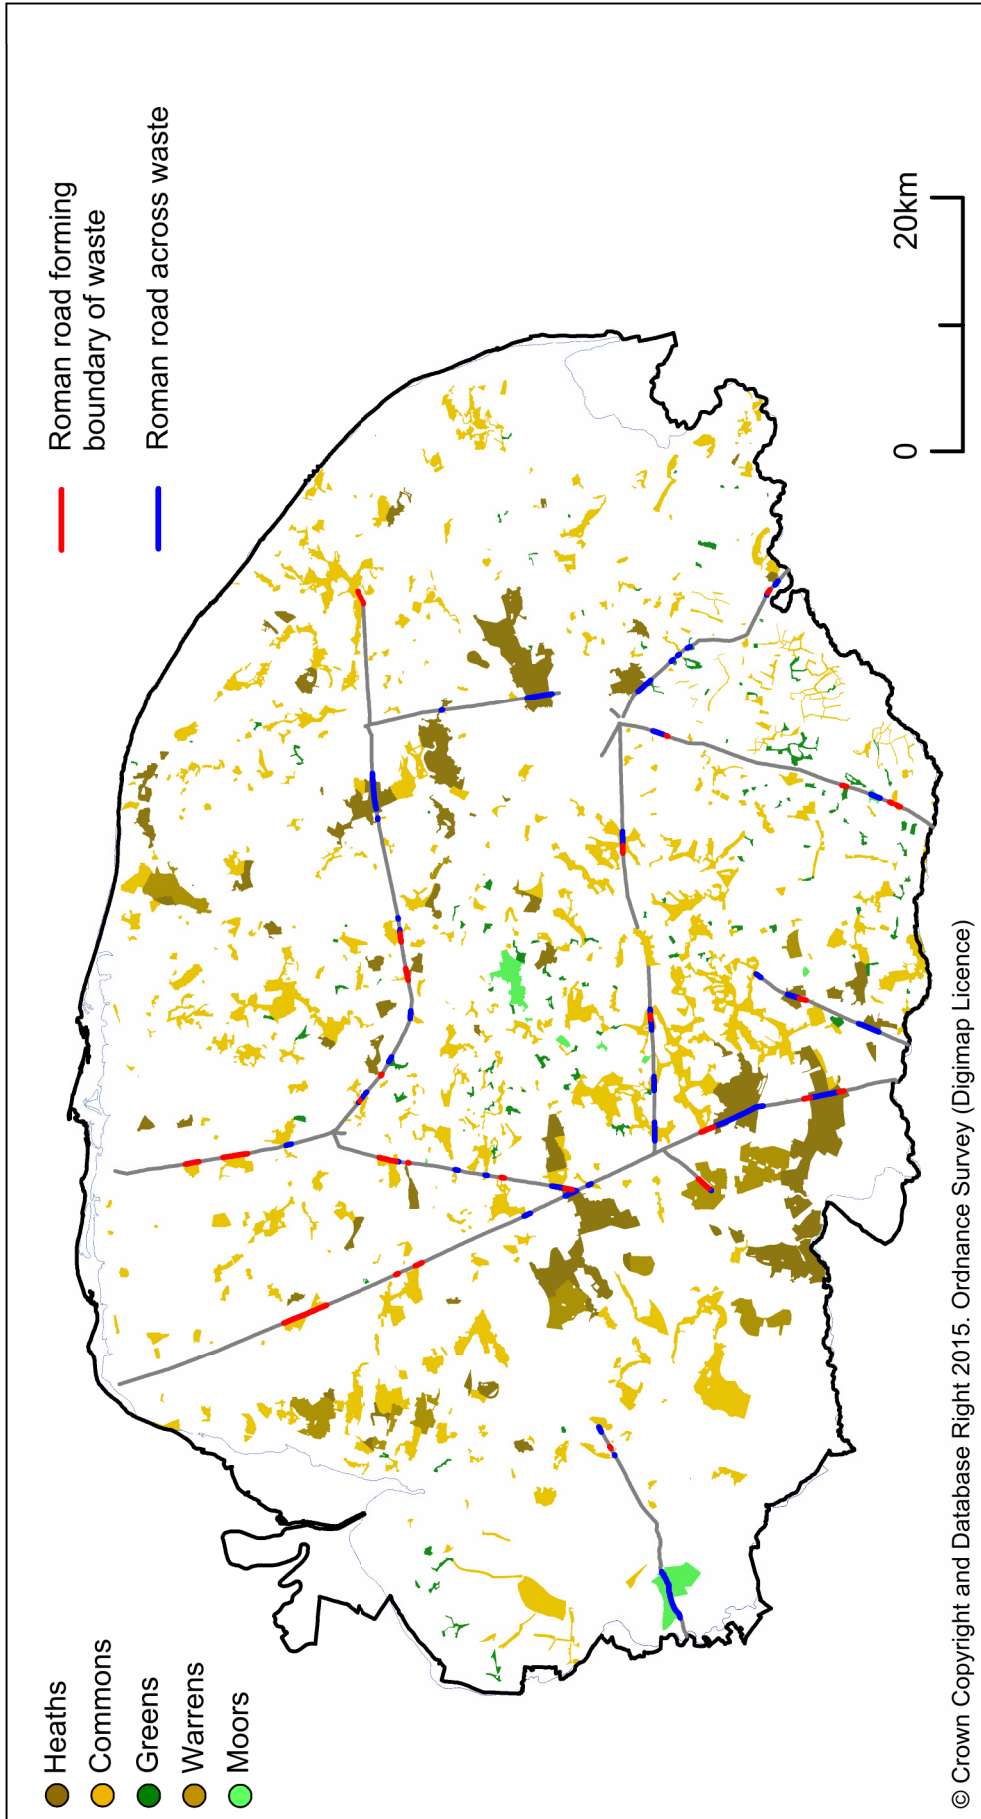 Heaths
Commons
Greens
Warrens
Moors
Roman road forming
boundary of waste
Roman road across waste
0 20km
© Crown Copyright and Database Right 2015. Ordnance Survey (Digimap Licence)